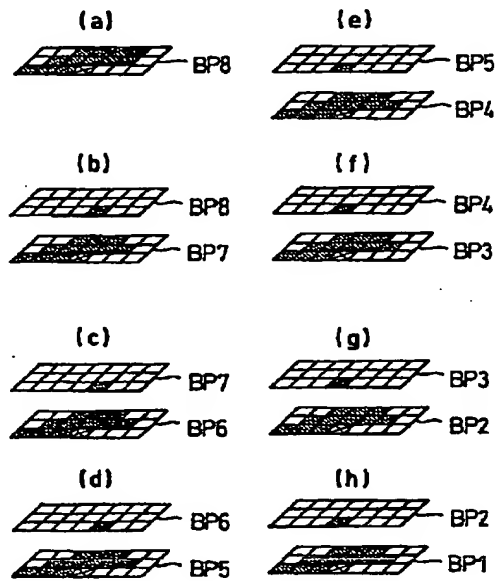 (a)
BP8
(b)
BP8
BP7
(c)
BP7
BP6
(d)
BP6
BP5
(e)
BP5
BP4
(f)
BP4
BP3
(g)
BP3
BP2
(h)
BP2
BP1